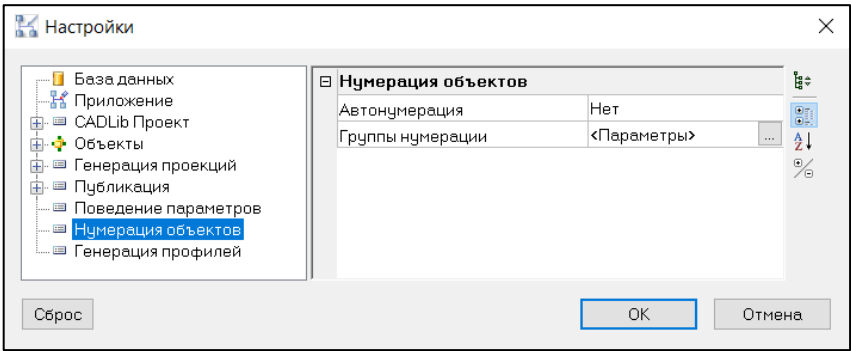 Настройки
База данных
Приложение
CADLib Проект
Объекты
Генерация проекций
Публикация
Поведение параметров
Нумерация объектов
Генерация профилей
Нумерация объектов
Автонумерация Нет
Группы нумерации <Параметры> ...
A
Z
Сброс OK Отмена